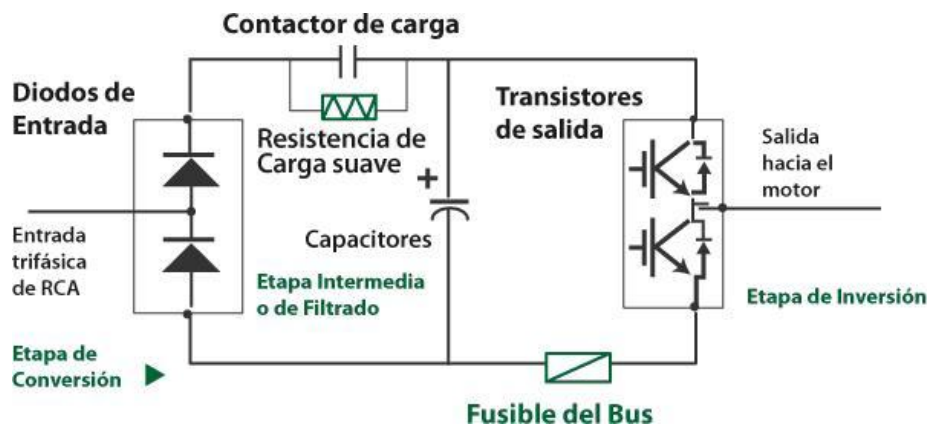 Contactor de carga
Diodos de
Entrada
Resistencia de
Carga suave
Transistores
de salida
Salida
hacia el
motor
+
Capacitores
Entrada
trifásica
de RCA
Etapa Intermedia
o de Filtrado
Etapa de Inversión
Etapa de
Conversión
Fusible del Bus